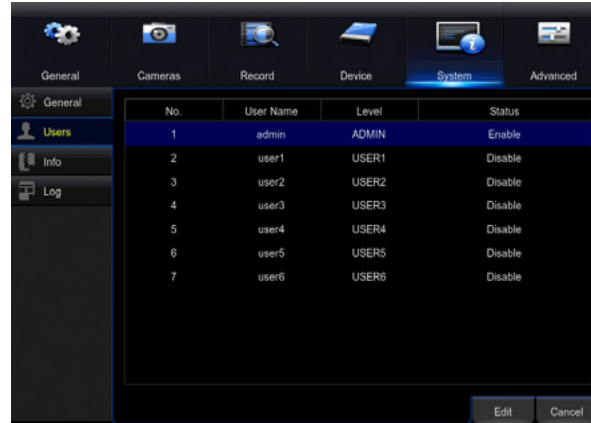 General Cameras Record Device System Advanced
General
Users
Info
Log
No. User Name Level Status
1 admin ADMIN Enable
2 user1 USER1 Disable
3 user2 USER2 Disable
4 user3 USER3 Disable
5 user4 USER4 Disable
6 user5 USER5 Disable
7 user6 USER6 Disable
Edit Cancel